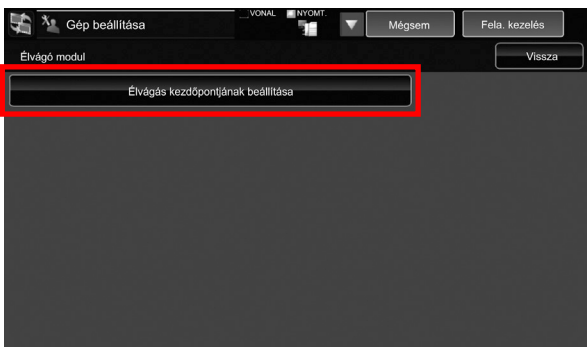 Gép beállítása
VONAL
NYOMT.
Mégsem
Fela. kezelés
Élvágó modul
Vissza
Élvágás kezdőpontjának beállítása